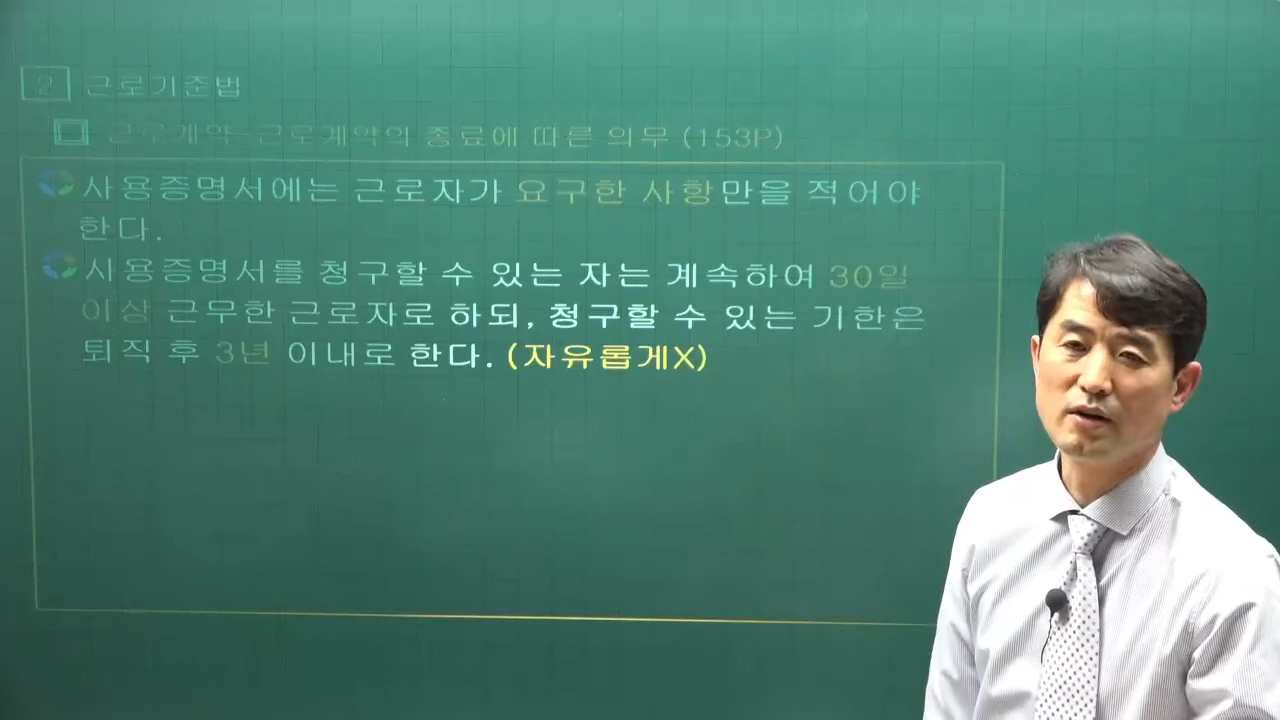 2 근로기준법
근로계약-근로계약의 종료에 따른 의무 (153P)
사용증명서에는 근로자가 요구한 사항만을 적어야
한다.
사용증명서를 청구할 수 있는 자는 계속하여 30일
이상 근무한 근로자로 하되, 청구할 수 있는 기한은
퇴직 후 3년 이내로 한다. (자유롭게X)